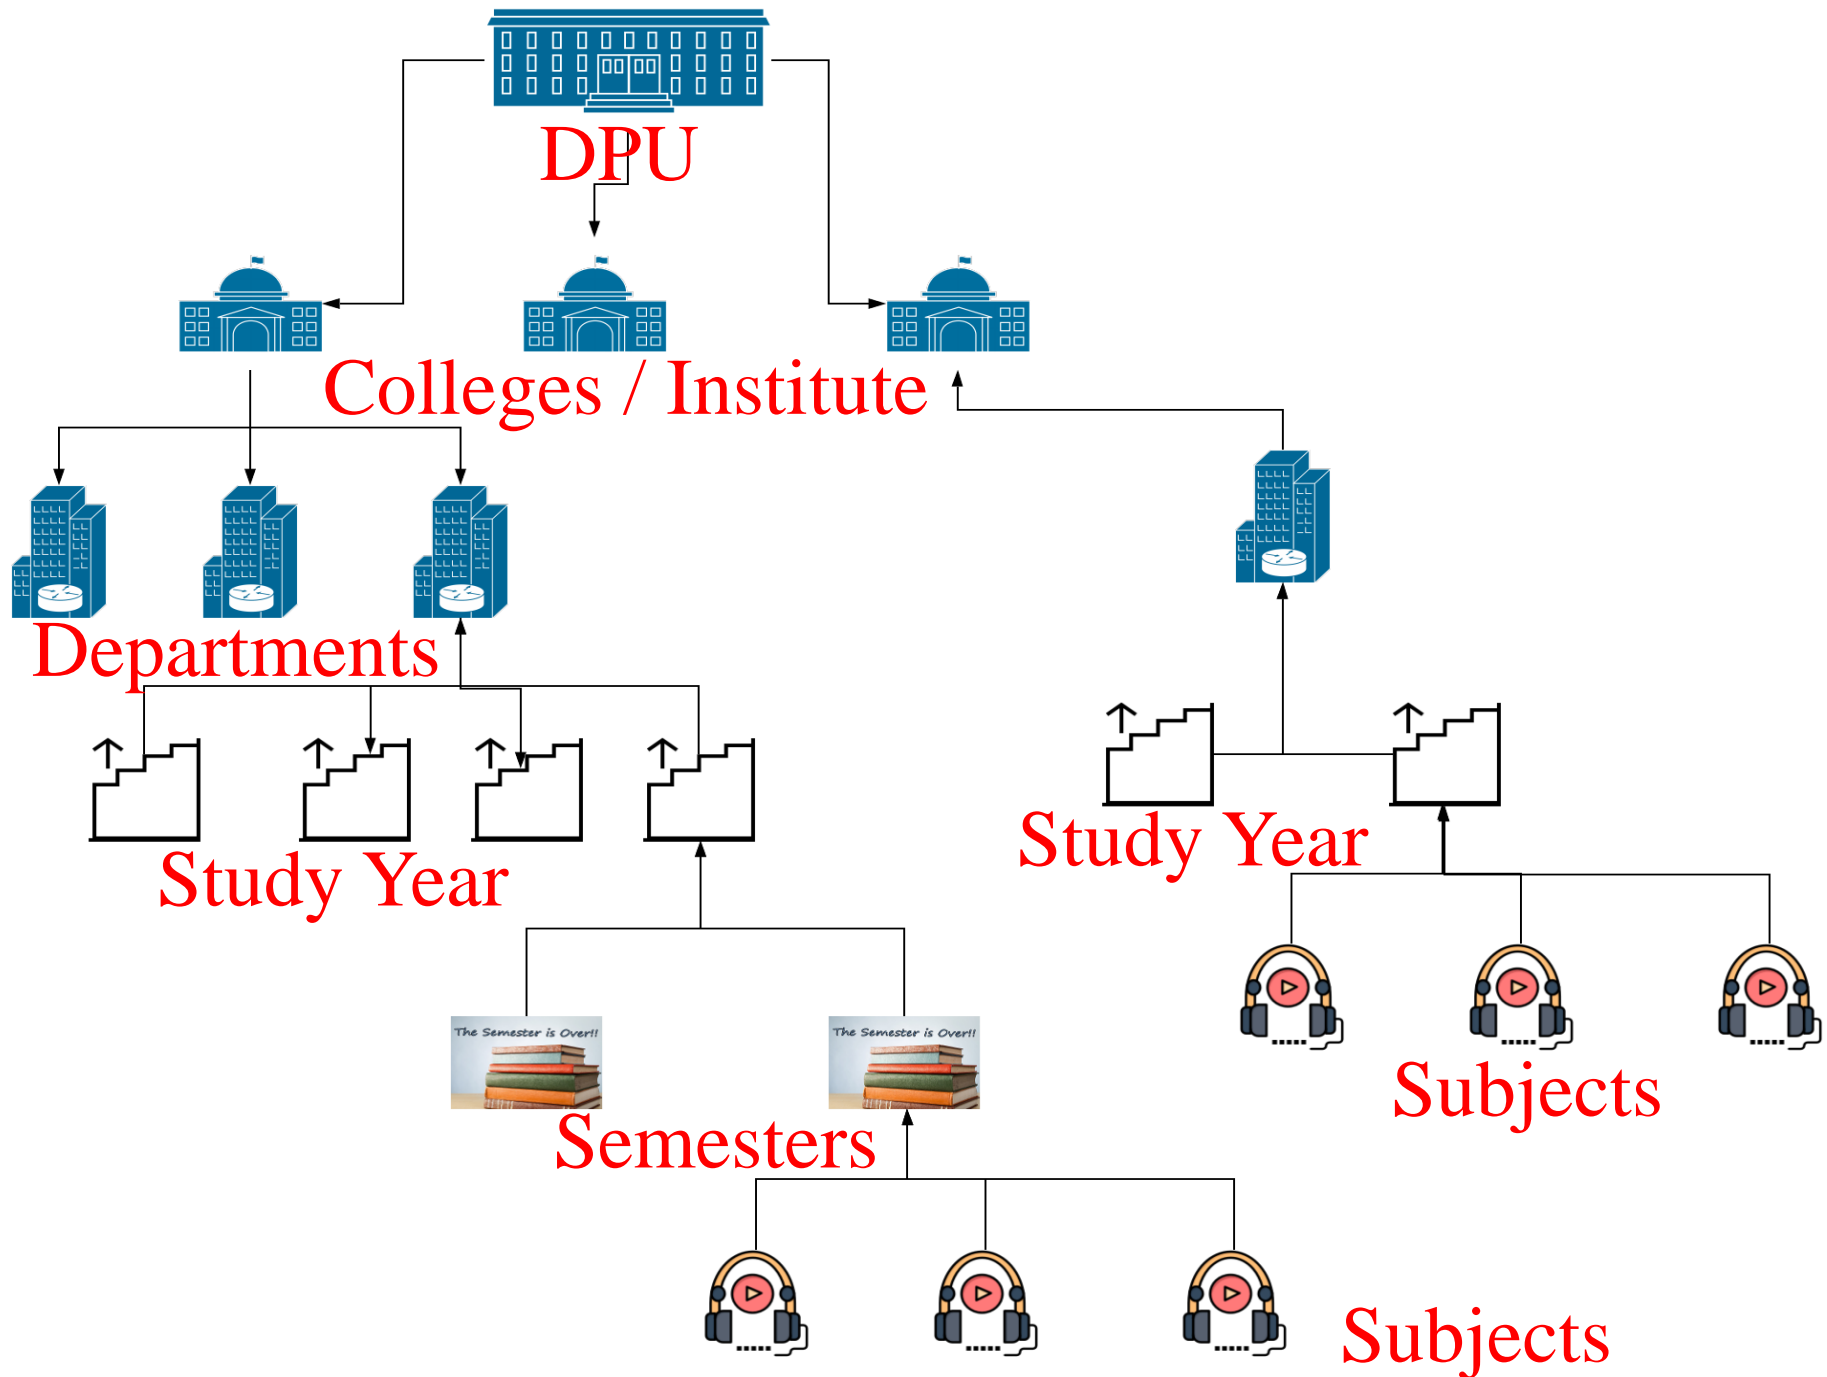 DPU
Colleges / Institute
Departments
Study Year
Study Year
The Semester is Over!!
The Semester is Over!!
Subjects
Semesters
Subjects